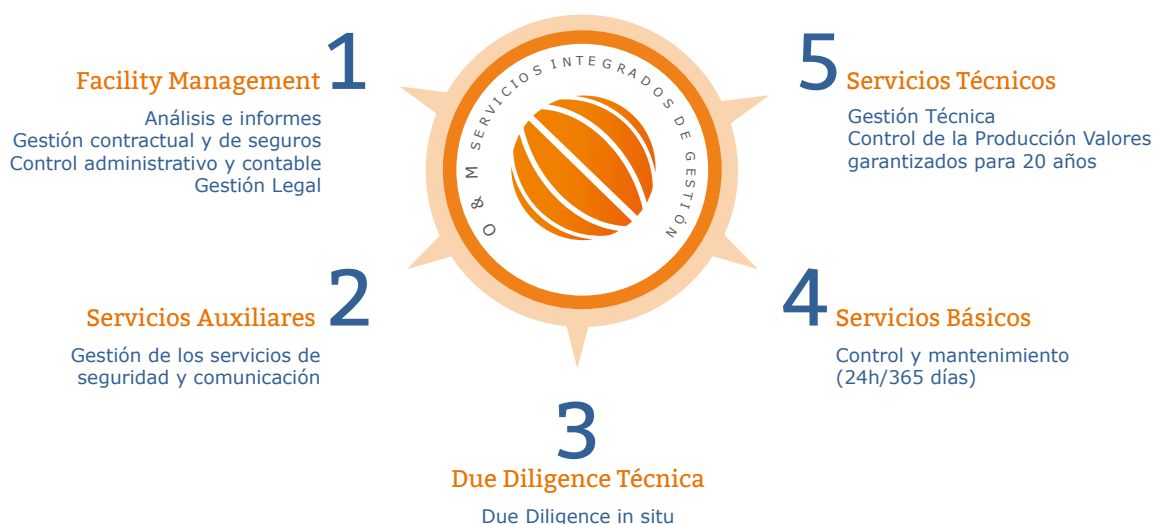 O & M SERVICIOS INTEGRADOS DE GESTIÓN
1
Facility Management
Análisis e informes
Gestión contractual y de seguros
Control administrativo y contable
Gestión Legal
2
Servicios Auxiliares
Gestión de los servicios de
seguridad y comunicación
3
Due Diligence Técnica
Due Diligence in situ
4
Servicios Básicos
Control y mantenimiento
(24h/365 días)
5
Servicios Técnicos
Gestión Técnica
Control de la Producción Valores
garantizados para 20 años